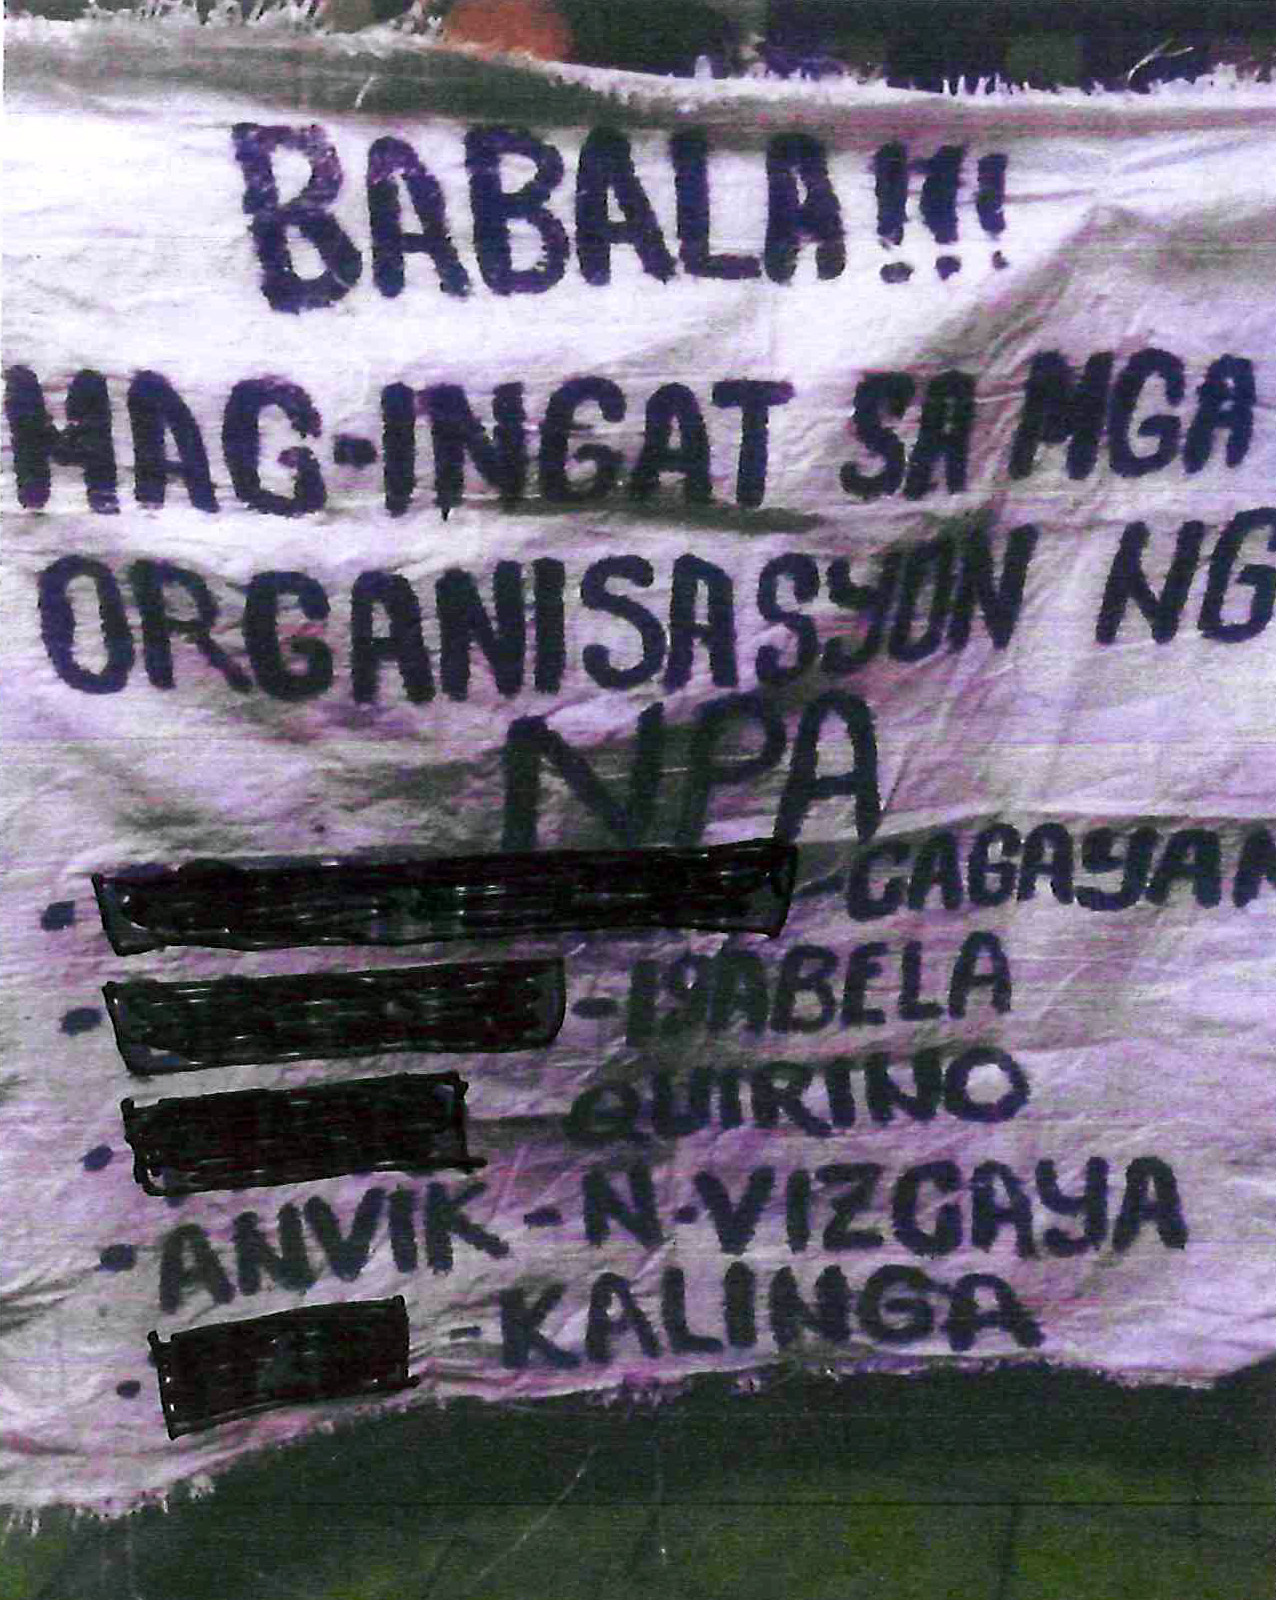 BABALA!!!
MAG-INGAT SA MGA
ORGANISASYON NG
NPA
- CAGAYAN
- ISABELA
- QUIRINO
• ANVIK - N-VIZCAYA
- KALINGA